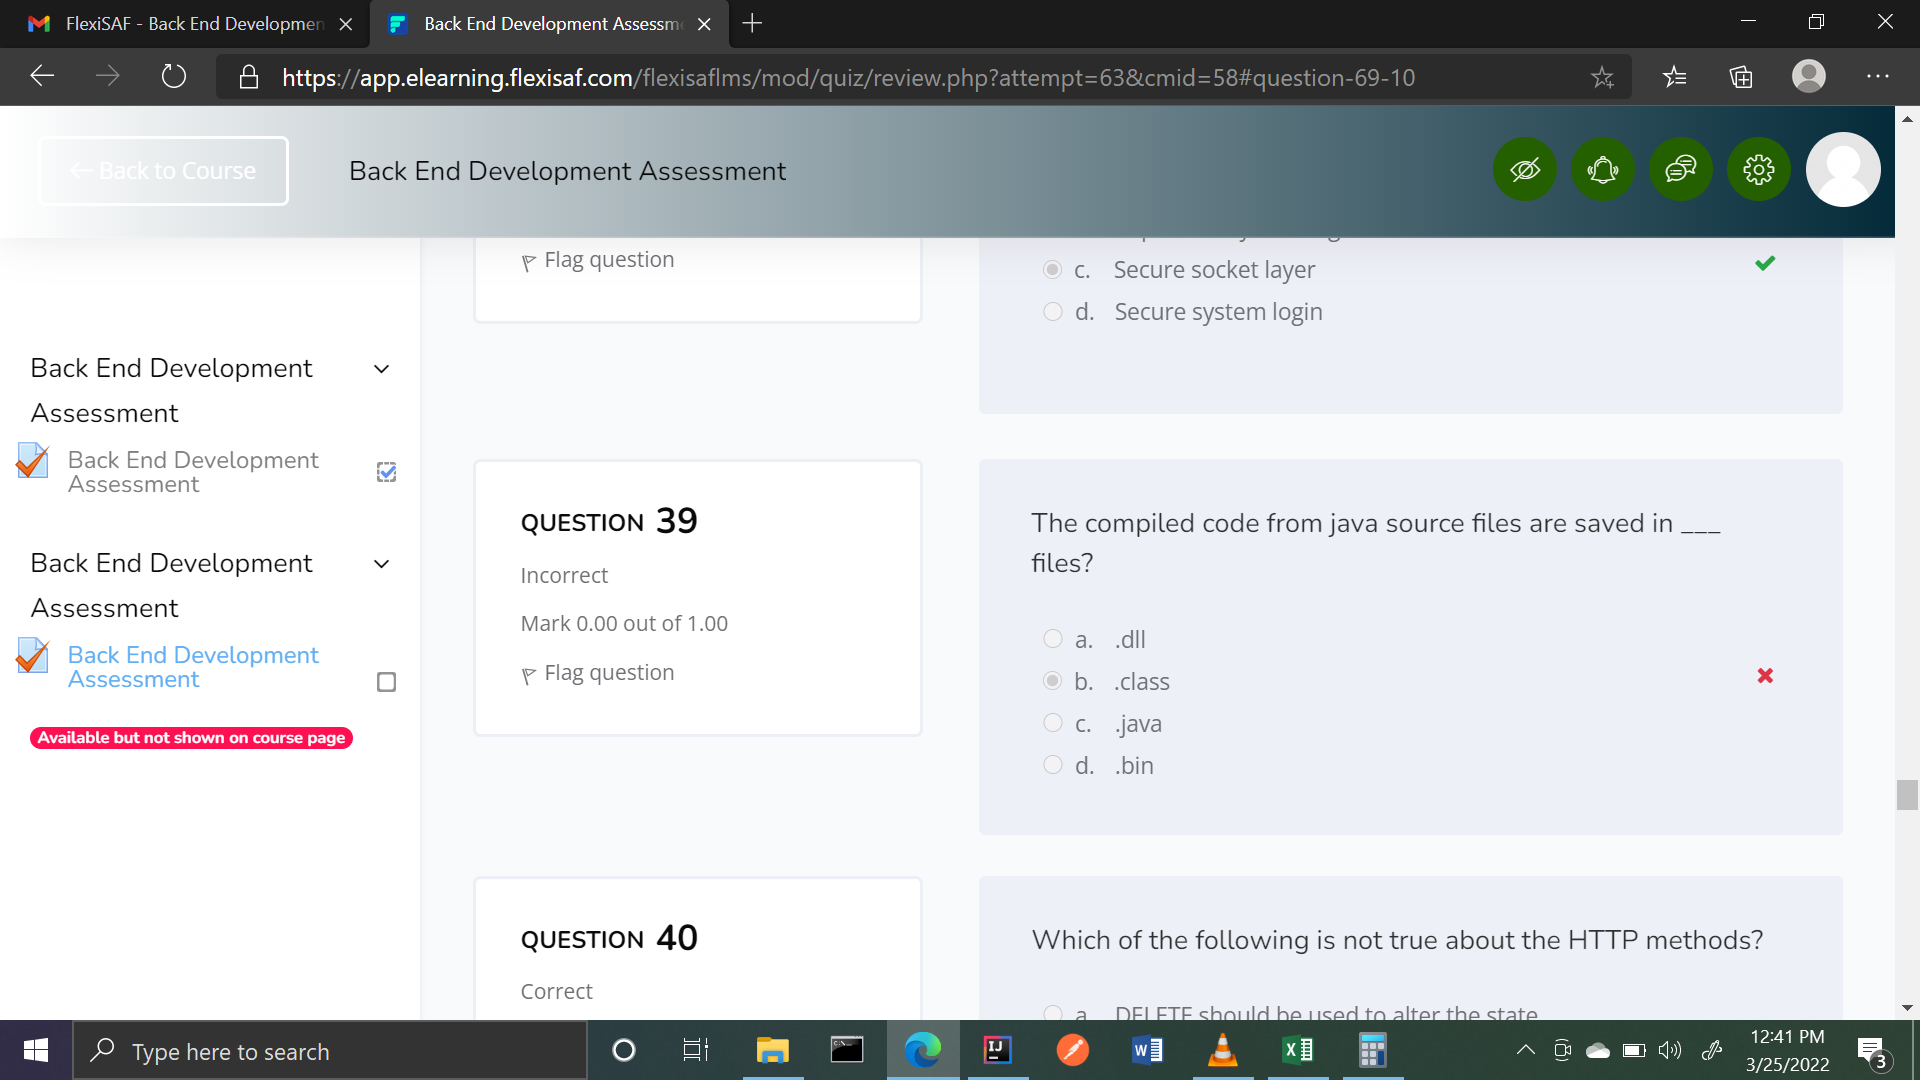 FlexiSAF - Back End Developmen
Back End Development Assessm
https://app.elearning.flexisaf.com/flexisaflms/mod/quiz/review.php?attempt=63&cmid=58#question-69-10
← Back to Course
Back End Development Assessment
Back End Development
Assessment
Back End Development
Assessment
Back End Development
Assessment
Back End Development
Assessment
Available but not shown on course page
Flag question
c. Secure socket layer
d. Secure system login
QUESTION 39
Incorrect
Mark 0.00 out of 1.00
Flag question
The compiled code from java source files are saved in ___
files?
a. .dll
b. .class
c. .java
d. .bin
QUESTION 40
Correct
Which of the following is not true about the HTTP methods?
a. DELETE should be used to alter the state
Type here to search
12:41 PM
3/25/2022
3